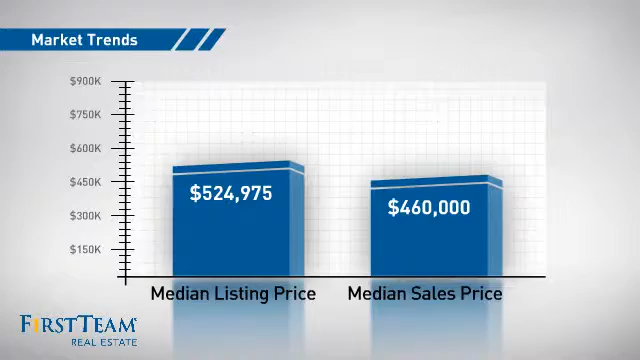 Market Trends
$900K
$750K
$600K
$450K
$300K
$150K
$524,975
$460,000
Median Listing Price
Median Sales Price
FIRSTTEAM®
REAL ESTATE